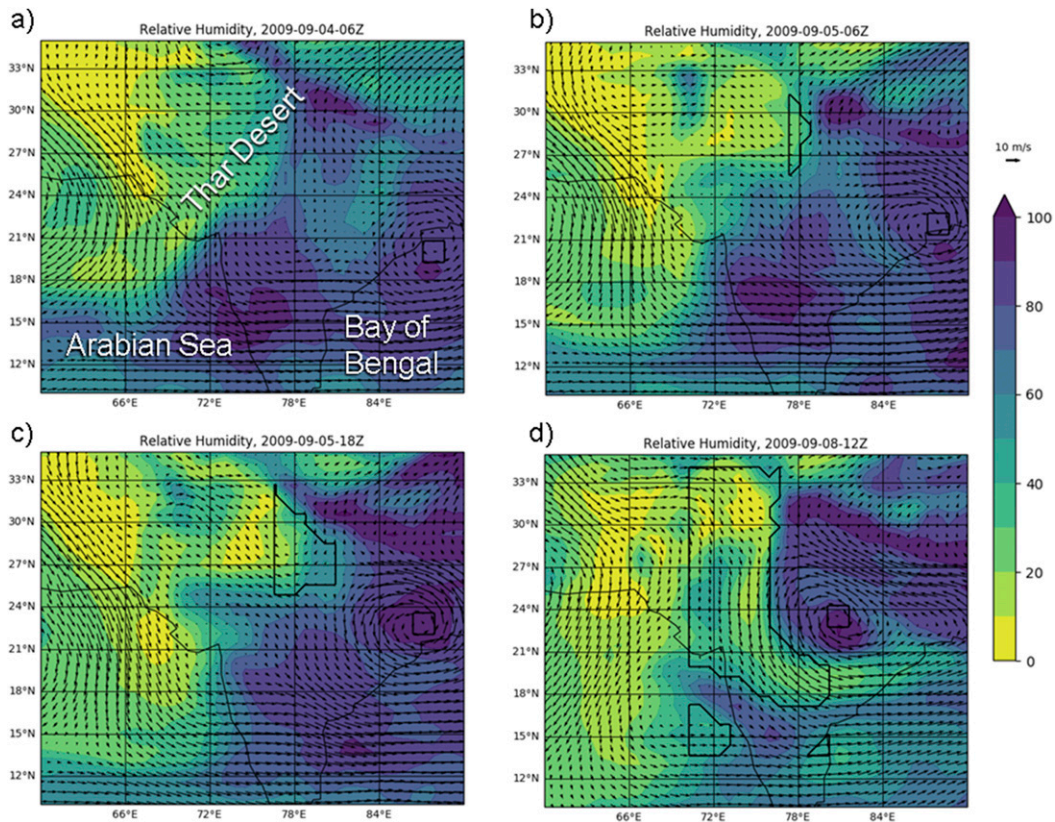 a)
Relative Humidity, 2009-09-04-06Z
33°N
30°N
27°N
24°N
21°N
18°N
15°N
12°N
66°E
72°E
78°E
84°E
Thar Desert
Arabian Sea
Bay of
Bengal
b)
Relative Humidity, 2009-09-05-06Z
33°N
30°N
27°N
24°N
21°N
18°N
15°N
12°N
66°E
72°E
78°E
84°E
c)
Relative Humidity, 2009-09-05-18Z
33°N
30°N
27°N
24°N
21°N
18°N
15°N
12°N
66°E
72°E
78°E
84°E
d)
Relative Humidity, 2009-09-08-12Z
33°N
30°N
27°N
24°N
21°N
18°N
15°N
12°N
66°E
72°E
78°E
84°E
10 m/s
100
80
60
40
20
0